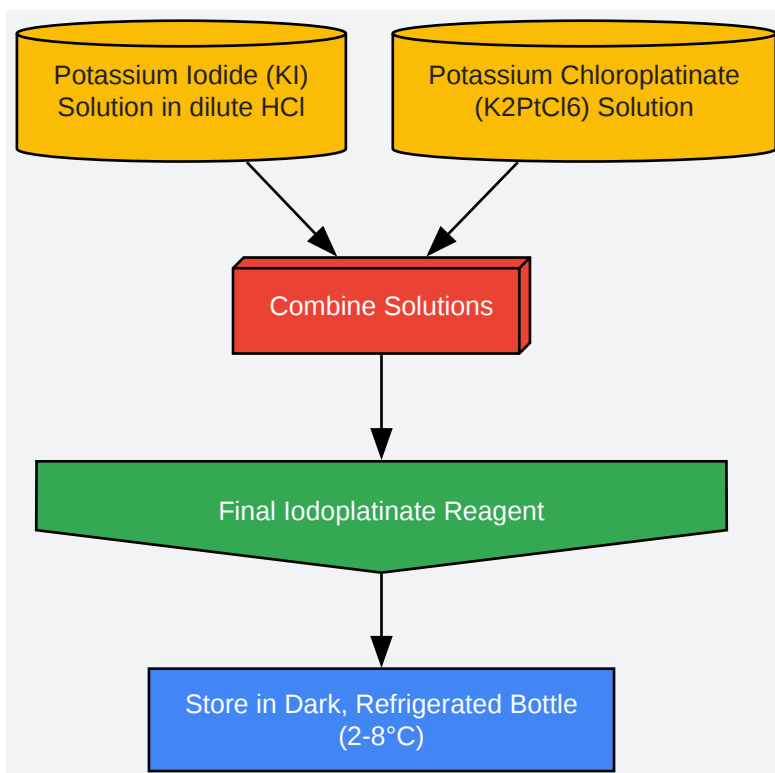 Potassium Iodide (KI)
Solution in dilute HCl
Potassium Chloroplatinate
(K2PtCl6) Solution
Combine Solutions
Final Iodoplatinate Reagent
Store in Dark, Refrigerated Bottle
(2-8°C)